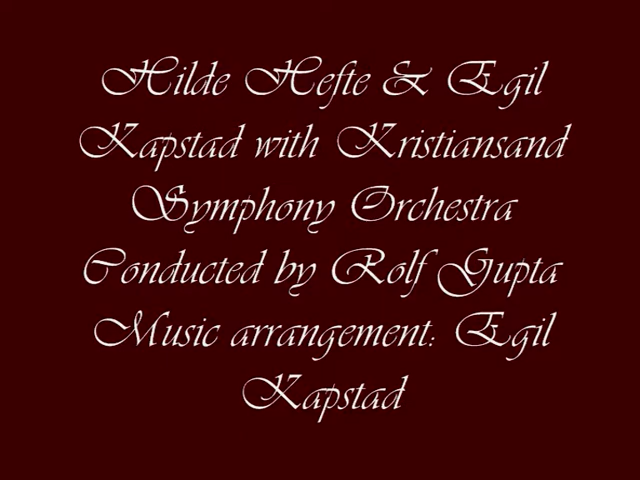 Hilde Hefte & Egil
Kapstad with Kristiansand
Symphony Orchestra
Conducted by Rolf Gupta
Music arrangement: Egil
Kapstad